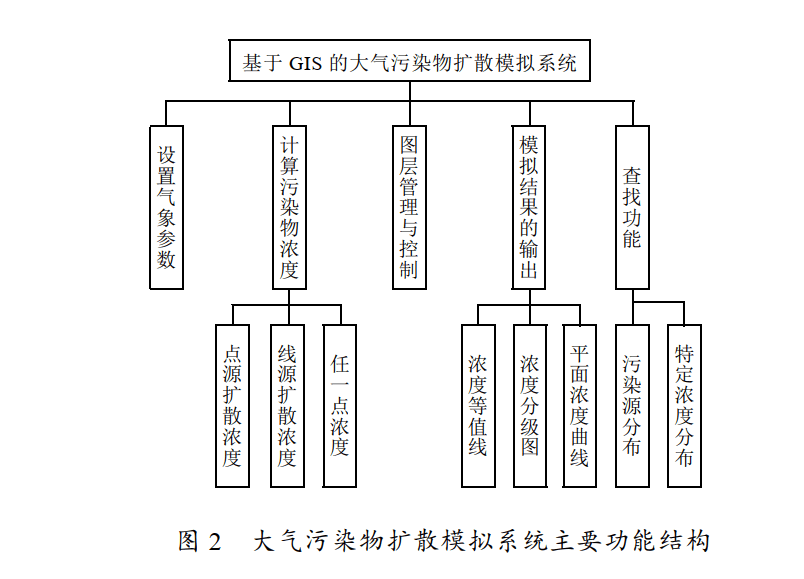 基于 GIS 的大气污染物扩散模拟系统
设置气象参数
计算污染物浓度
图层管理与控制
模拟结果的输出
查找功能
点源扩散浓度
线源扩散浓度
任一点浓度
浓度等值线
浓度分级图
平面浓度曲线
污染源分布
特定浓度分布
图 2 大气污染物扩散模拟系统主要功能结构